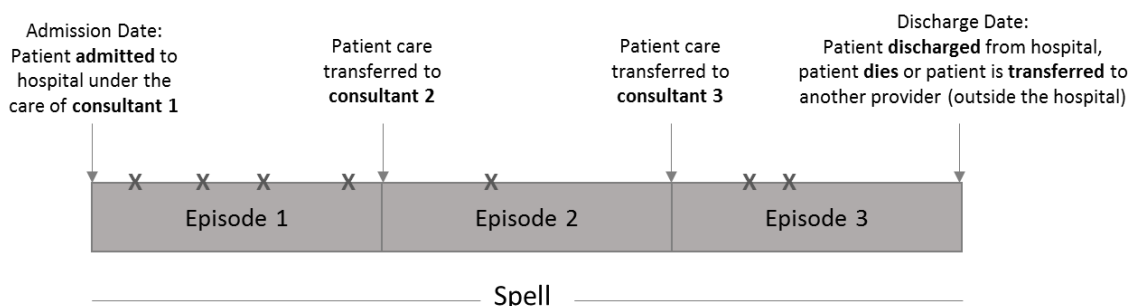 Admission Date:
Patient admitted to
hospital under the
care of consultant 1
Patient care
transferred to
consultant 2
Patient care
transferred to
consultant 3
Discharge Date:
Patient discharged from hospital,
patient dies or patient is transferred to
another provider (outside the hospital)
X X X X X X X
Episode 1 Episode 2 Episode 3
Spell